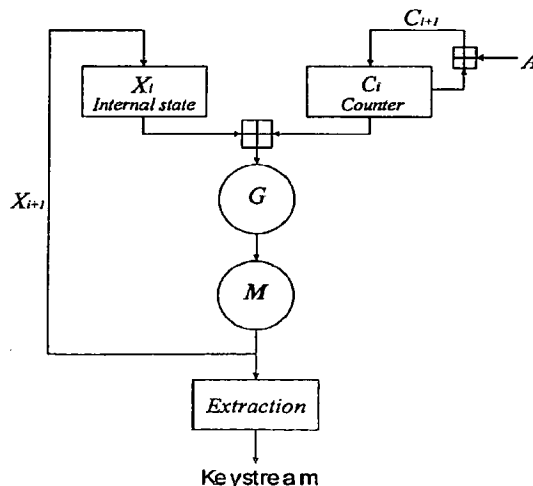 C_{i+1}
X_i
Internal state
C_i
Counter
A
G
X_{i+1}
M
Extraction
Keystream